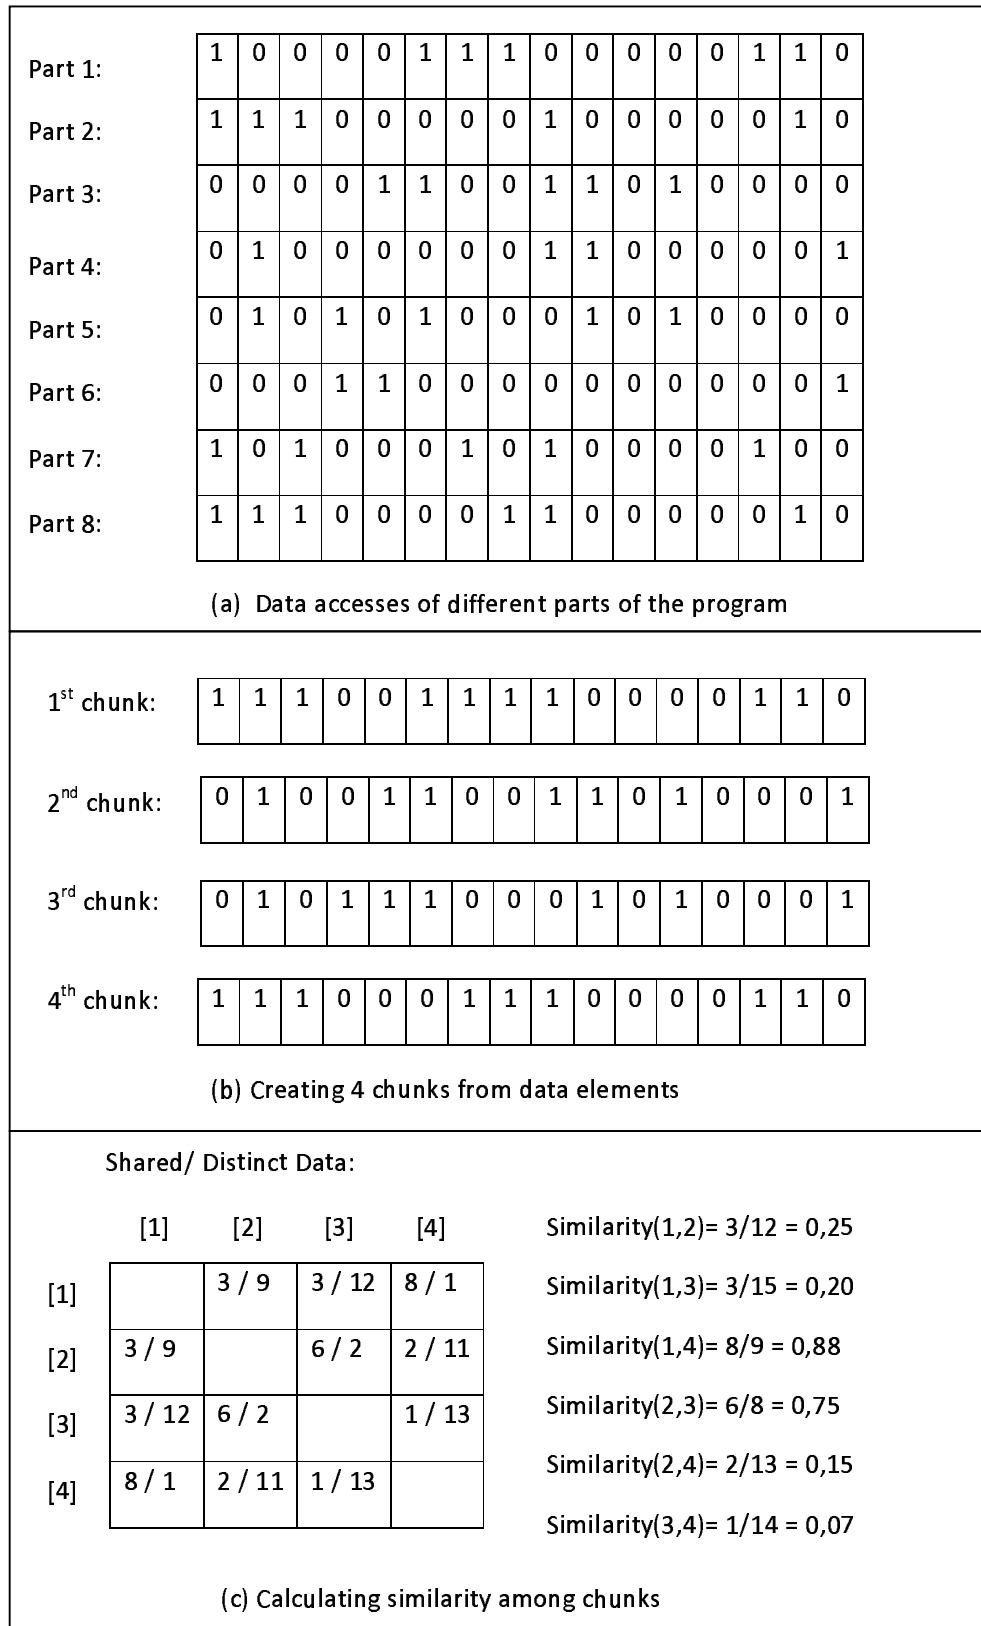 Part 1: 1 0 0 0 0 1 1 1 0 0 0 0 0 1 1 0
Part 2: 1 1 1 0 0 0 0 0 1 0 0 0 0 0 1 0
Part 3: 0 0 0 0 1 1 0 0 1 1 0 1 0 0 0 0
Part 4: 0 1 0 0 0 0 0 0 1 1 0 0 0 0 0 1
Part 5: 0 1 0 1 0 1 0 0 0 1 0 1 0 0 0 0
Part 6: 0 0 0 1 1 0 0 0 0 0 0 0 0 0 0 1
Part 7: 1 0 1 0 0 0 1 0 1 0 0 0 0 1 0 0
Part 8: 1 1 1 0 0 0 0 1 1 0 0 0 0 0 1 0
(a) Data accesses of different parts of the program
1st chunk: 1 1 1 0 0 1 1 1 1 0 0 0 0 1 1 0
2nd chunk: 0 1 0 0 1 1 0 0 1 1 0 1 0 0 0 1
3rd chunk: 0 1 0 1 1 1 0 0 0 1 0 1 0 0 0 1
4th chunk: 1 1 1 0 0 0 1 1 1 0 0 0 0 1 1 0
(b) Creating 4 chunks from data elements
Shared/ Distinct Data:
[1] [2] [3] [4]
[1] 3 / 9 3 / 12 8 / 1
[2] 3 / 9 6 / 2 2 / 11
[3] 3 / 12 6 / 2 1 / 13
[4] 8 / 1 2 / 11 1 / 13
Similarity(1,2)= 3/12 = 0,25
Similarity(1,3)= 3/15 = 0,20
Similarity(1,4)= 8/9 = 0,88
Similarity(2,3)= 6/8 = 0,75
Similarity(2,4)= 2/13 = 0,15
Similarity(3,4)= 1/14 = 0,07
(c) Calculating similarity among chunks